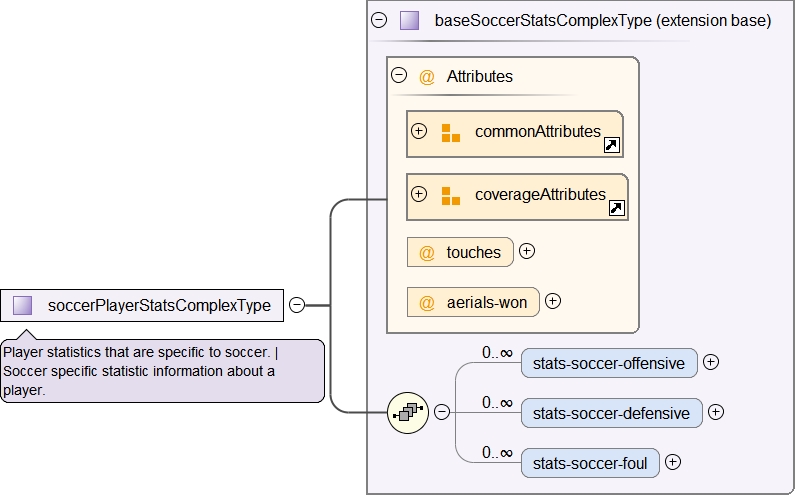 baseSoccerStatsComplexType (extension base)
@ Attributes
commonAttributes
coverageAttributes
@ touches
@ aerials-won
soccerPlayerStatsComplexType
Player statistics that are specific to soccer. |
Soccer specific statistic information about a
player.
0..∞
stats-soccer-offensive
0..∞
stats-soccer-defensive
0..∞
stats-soccer-foul